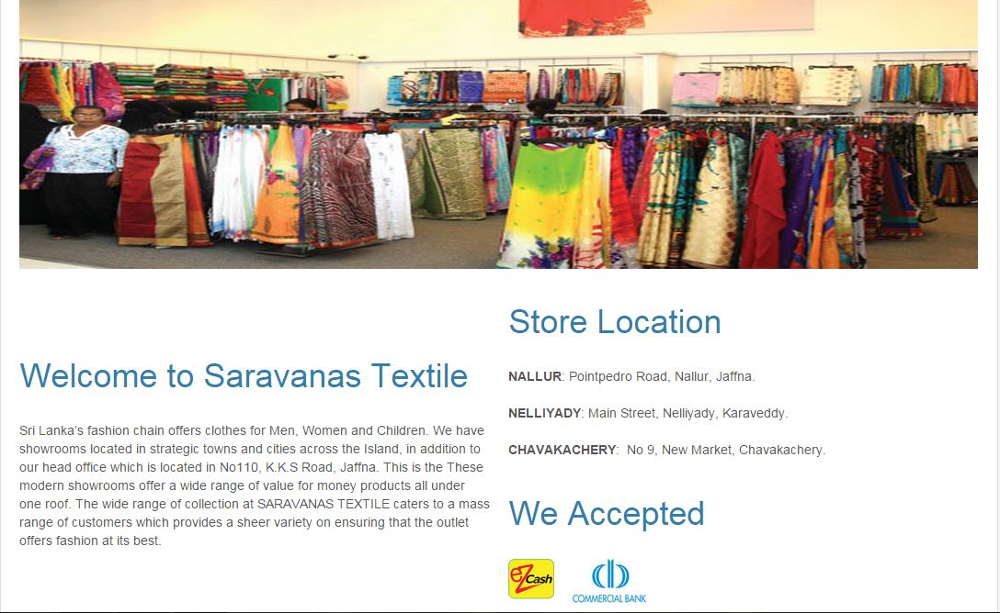 Welcome to Saravanas Textile
Sri Lanka's fashion chain offers clothes for Men, Women and Children. We have
showrooms located in strategic towns and cities across the Island, in addition to
our head office which is located in No110, K.K.S Road, Jaffna. This is the These
modern showrooms offer a wide range of value for money products all under
one roof. The wide range of collection at SARAVANAS TEXTILE caters to a mass
range of customers which provides a sheer variety on ensuring that the outlet
offers fashion at its best.
Store Location
NALLUR: Pointpedro Road, Nallur, Jaffna.
NELLIYADY: Main Street, Nelliyady, Karaveddy.
CHAVAKACHERY:  No 9, New Market, Chavakachery.
We Accepted
eZ Cash
COMMERCIAL BANK